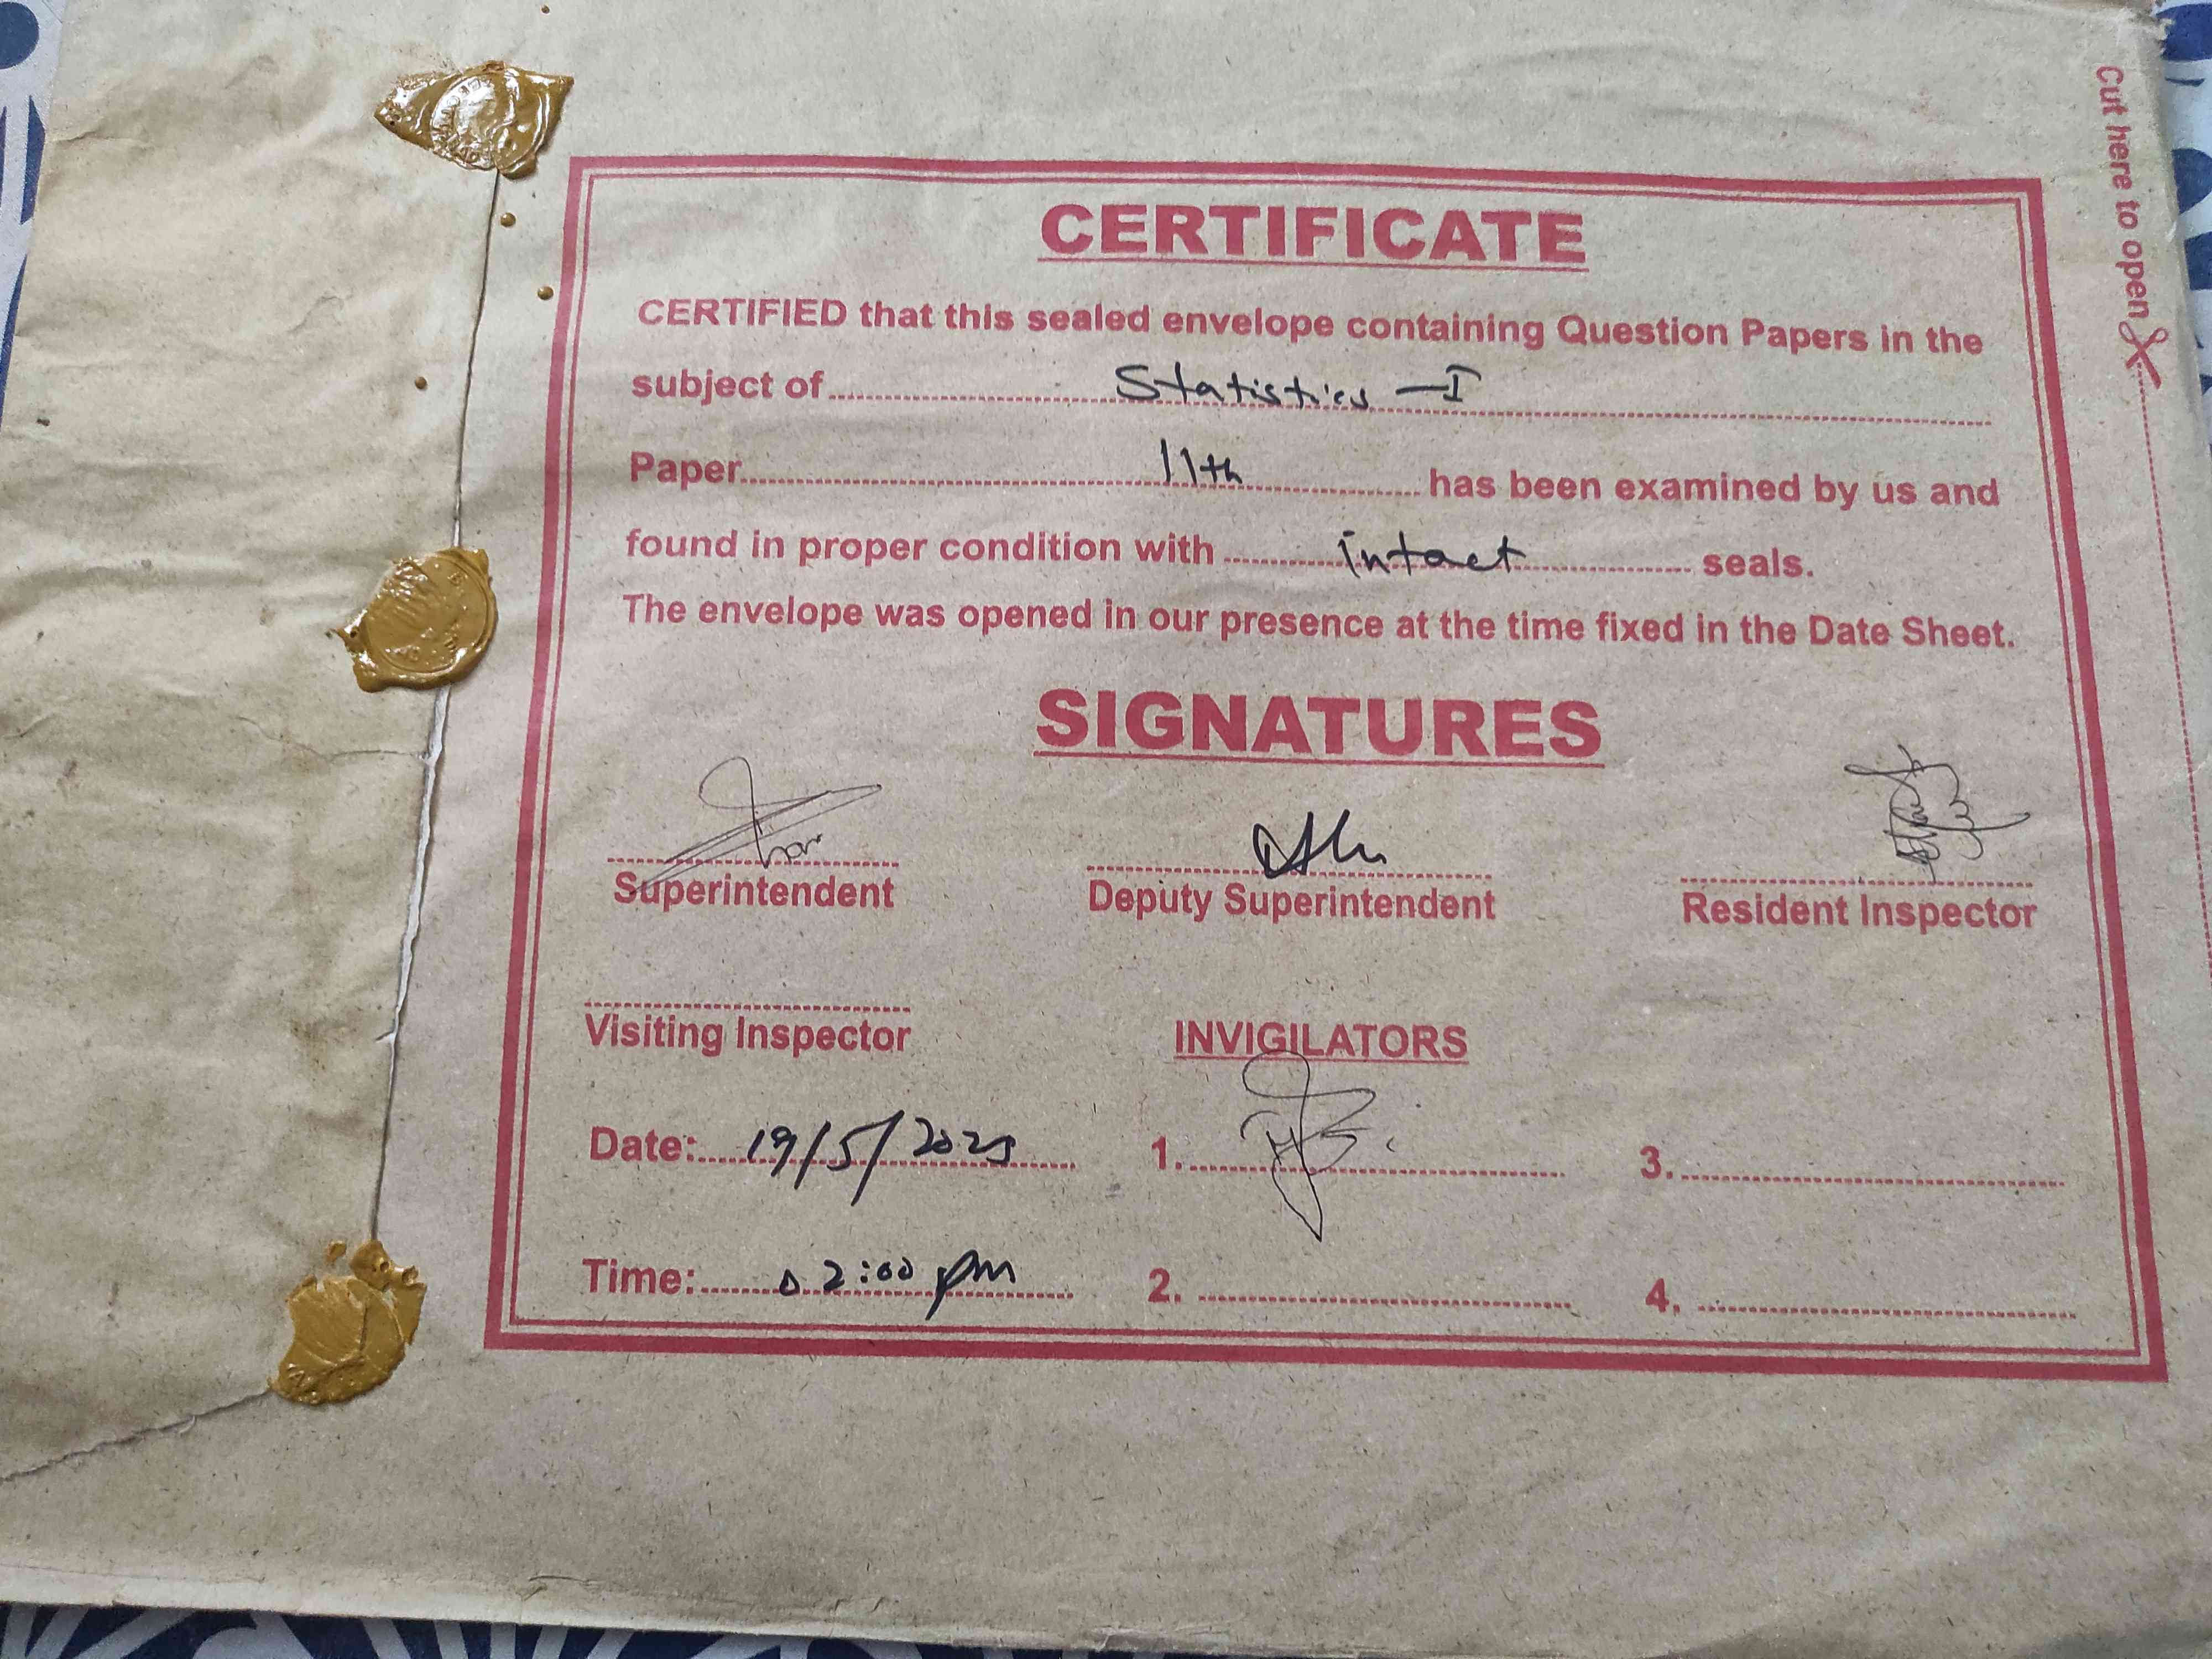 Cut here to open
CERTIFICATE
CERTIFIED that this sealed envelope containing Question Papers in the
subject of Statistics - I
Paper 11th has been examined by us and
found in proper condition with intact seals.
The envelope was opened in our presence at the time fixed in the Date Sheet.
SIGNATURES
Superintendent Deputy Superintendent Resident Inspector
Visiting Inspector INVIGILATORS
Date: 19/5/2025 1. 3.
Time: 02:00 pm 2. 4.